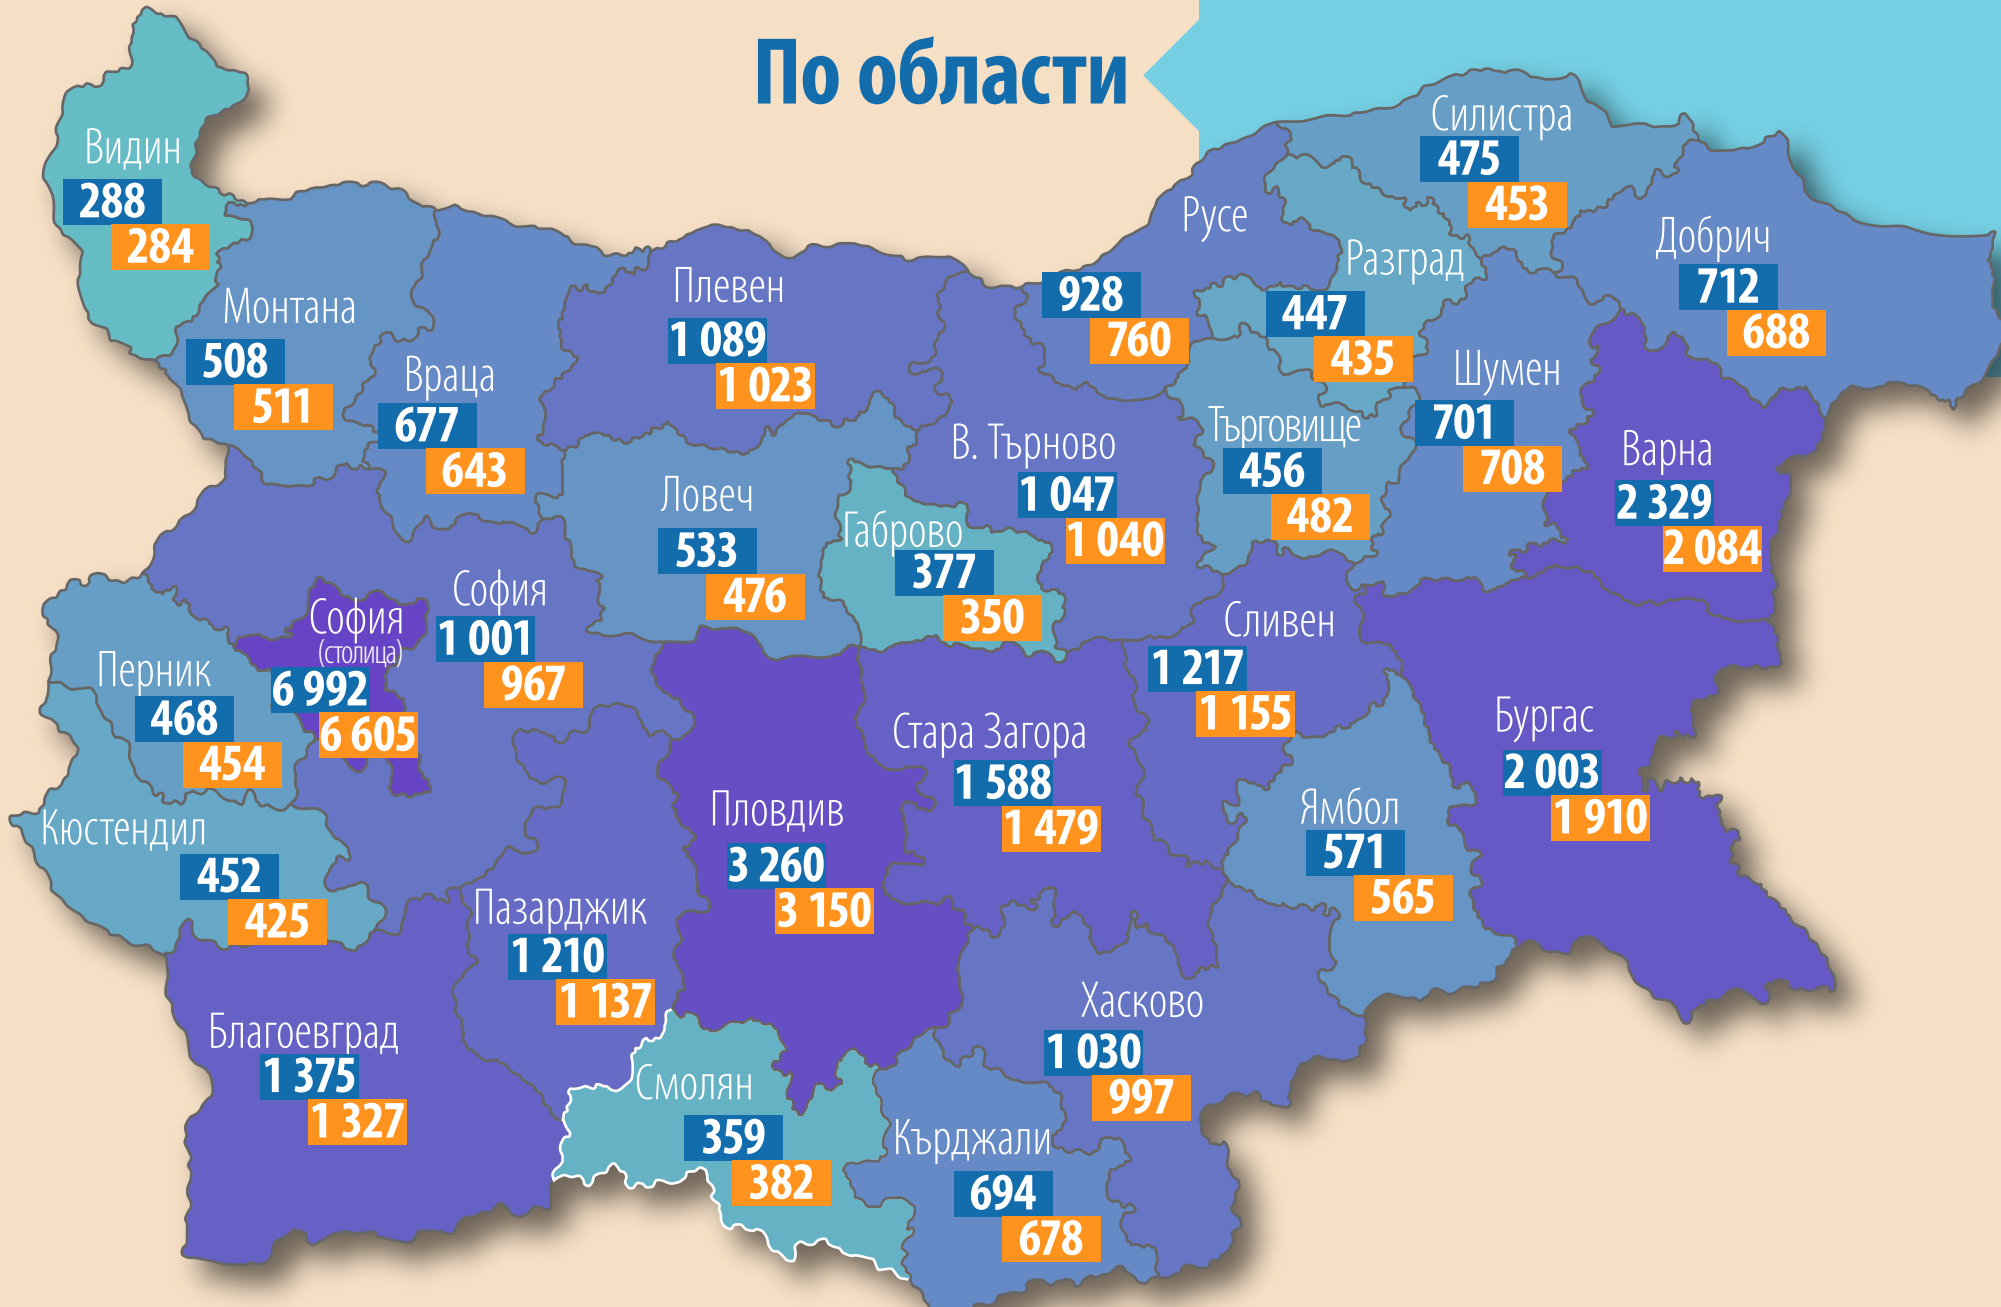 По области
Видин
288
284
Монтана
508
511
Враца
677
643
Плевен
1 089
1 023
Русе
928
760
Силистра
475
453
Разград
447
435
Добрич
712
688
Шумен
701
708
Търговище
456
482
Варна
2 329
2 084
В. Търново
1 047
1 040
Ловеч
533
476
Габрово
377
350
София
1 001
967
София
(столица)
6 992
6 605
Перник
468
454
Кюстендил
452
425
Сливен
1 217
1 155
Стара Загора
1 588
1 479
Бургас
2 003
1 910
Ямбол
571
565
Пловдив
3 260
3 150
Пазарджик
1 210
1 137
Благоевград
1 375
1 327
Хасково
1 030
997
Смолян
359
382
Кърджали
694
678